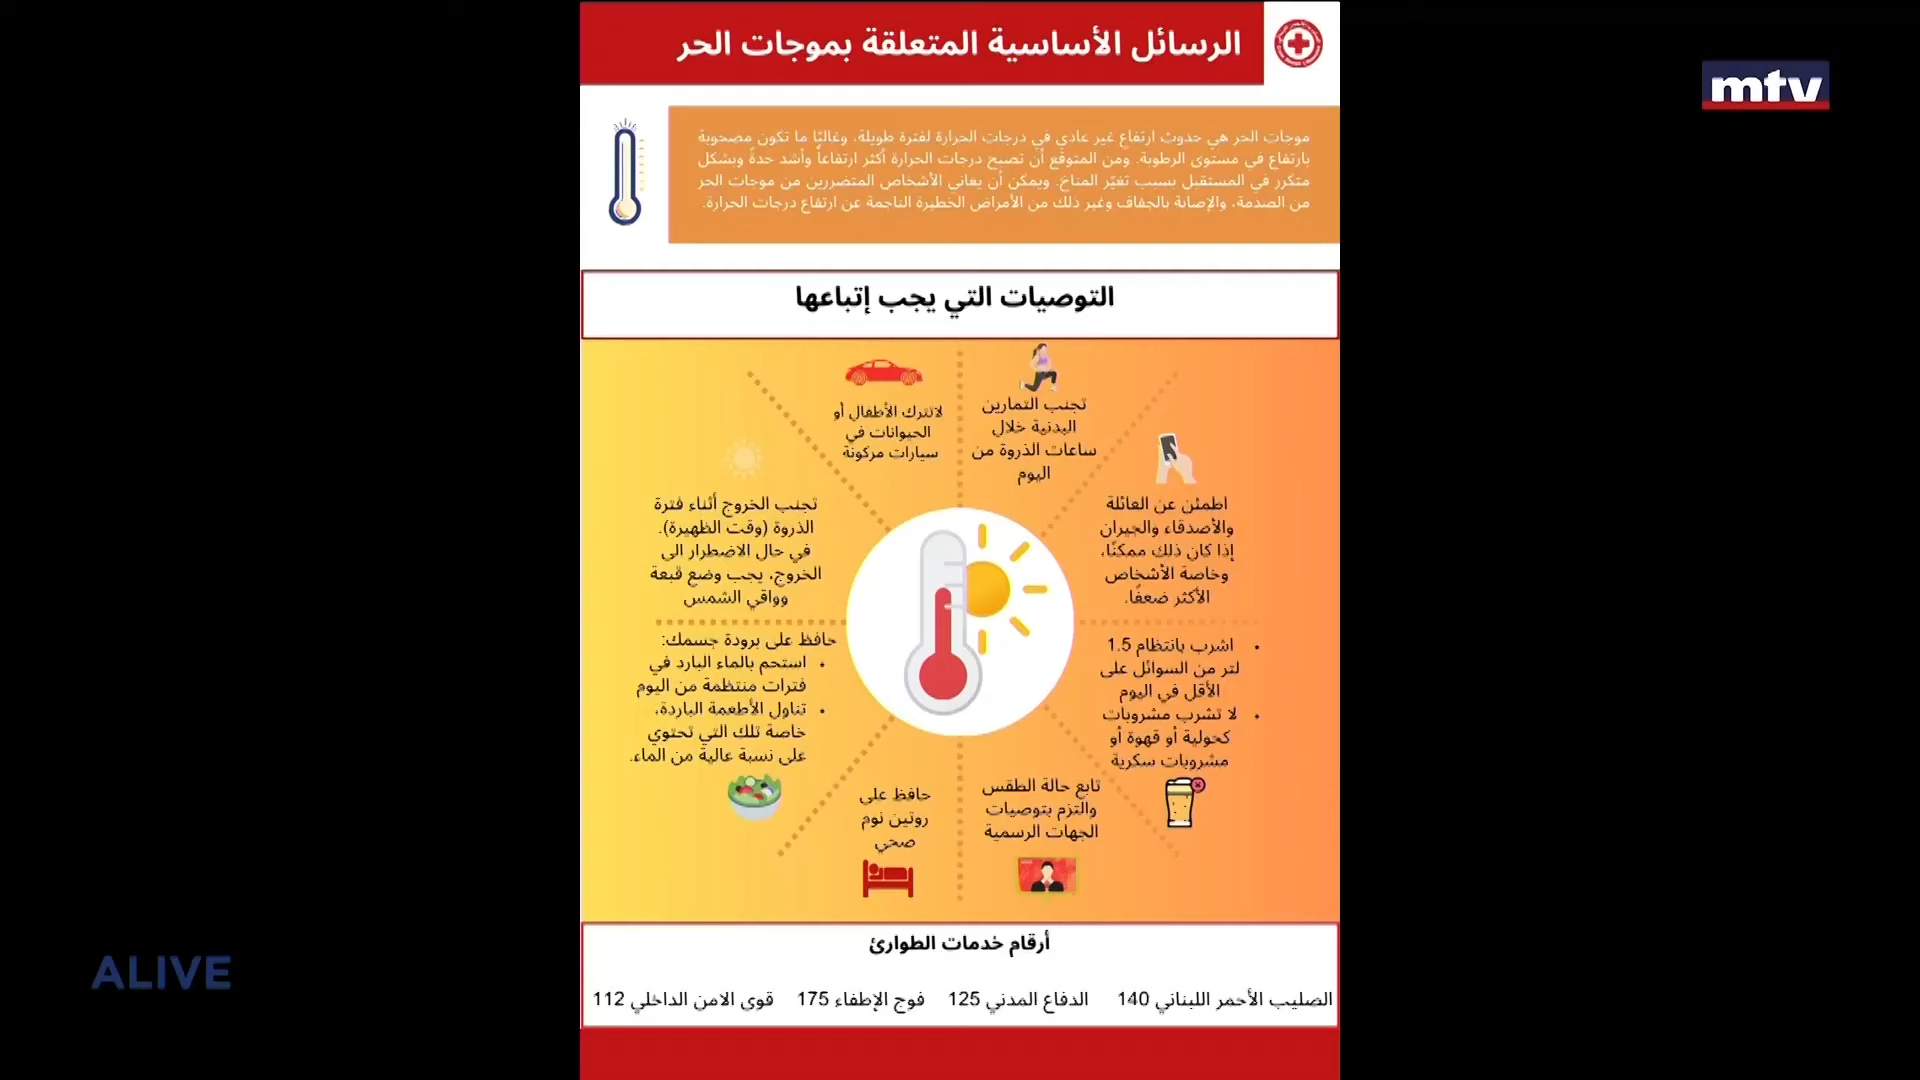 الرسائل الأساسية المتعلقة بموجات الحر
mtv
موجات الحر هي حدوث ارتفاع غير عادي في درجات الحرارة لفترة طويلة، وغالبًا ما تكون مصحوبة
بارتفاع في مستوى الرطوبة. ومن المتوقع أن تصبح درجات الحرارة أكثر ارتفاعاً وأشد حدةً وبشكل
متكرر في المستقبل بسبب تغيّر المناخ. ويمكن أن يعاني الأشخاص المتضررين من موجات الحر
من الصدمة، والإصابة بالجفاف وغير ذلك من الأمراض الخطيرة الناجمة عن ارتفاع درجات الحرارة.
التوصيات التي يجب إتباعها
تجنب التمارين
البدنية خلال
ساعات الذروة من
اليوم
لاتترك الأطفال أو
الحيوانات في
سيارات مركونة
اطمئن عن العائلة
والأصدقاء والجيران
إذا كان ذلك ممكنًا،
وخاصة الأشخاص
الأكثر ضعفًا.
تجنب الخروج أثناء فترة
الذروة (وقت الظهيرة).
في حال الاضطرار الى
الخروج، يجب وضع قبعة
وواقي الشمس
• اشرب بانتظام 1.5
لتر من السوائل على
الأقل في اليوم
• لا تشرب مشروبات
كحولية أو قهوة أو
مشروبات سكرية
حافظ على برودة جسمك:
• استحم بالماء البارد في
فترات منتظمة من اليوم
• تناول الأطعمة الباردة،
خاصة تلك التي تحتوي
على نسبة عالية من الماء.
تابع حالة الطقس
والتزم بتوصيات
الجهات الرسمية
حافظ على
روتين نوم
صحي
أرقام خدمات الطوارئ
الصليب الأحمر اللبناني 140 الدفاع المدني 125 فوج الإطفاء 175 قوى الامن الداخلي 112
ALIVE